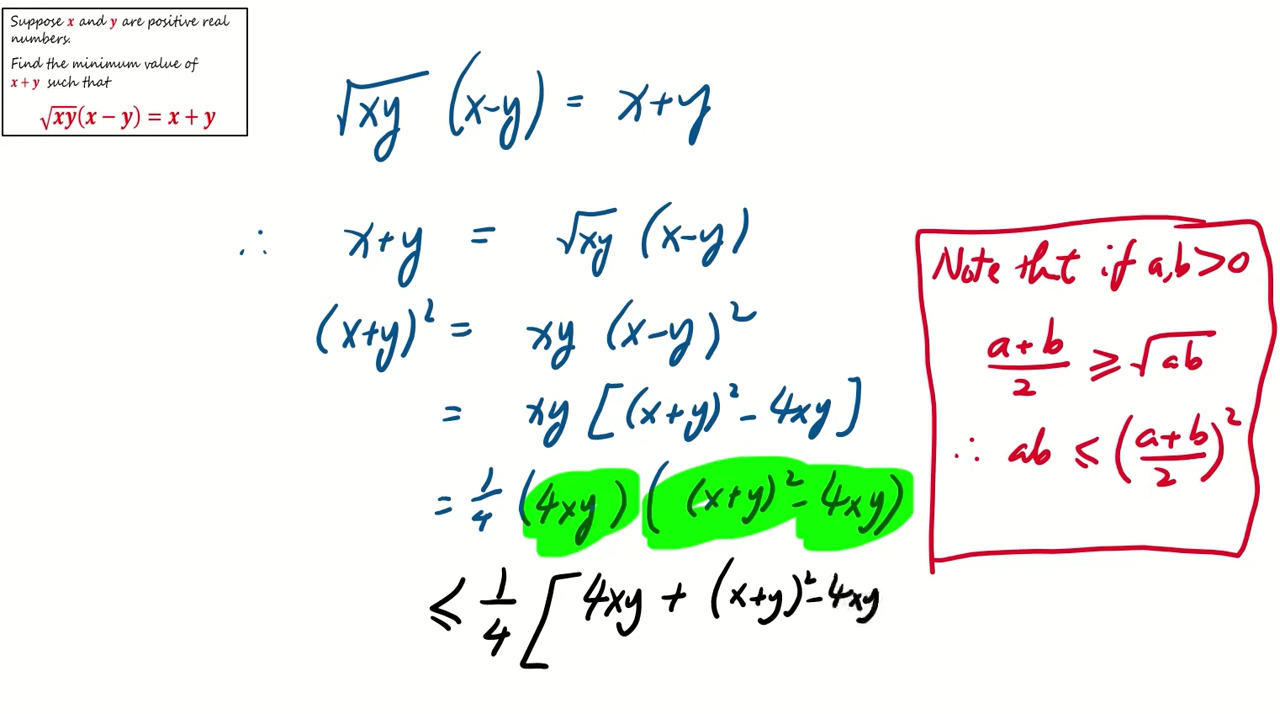 Suppose x and y are positive real
numbers.
Find the minimum value of
x + y such that
√xy(x − y) = x + y
√xy (x-y) = x+y
∴ x+y = √xy (x-y)
(x+y)² = xy (x-y)²
= xy [(x+y)² - 4xy]
= 1/4 (4xy) ((x+y)² - 4xy)
≤ 1/4 [4xy + (x+y)² - 4xy
Note that if a,b>0
a+b/2 ≥ √ab
∴ ab ≤ (a+b/2)²